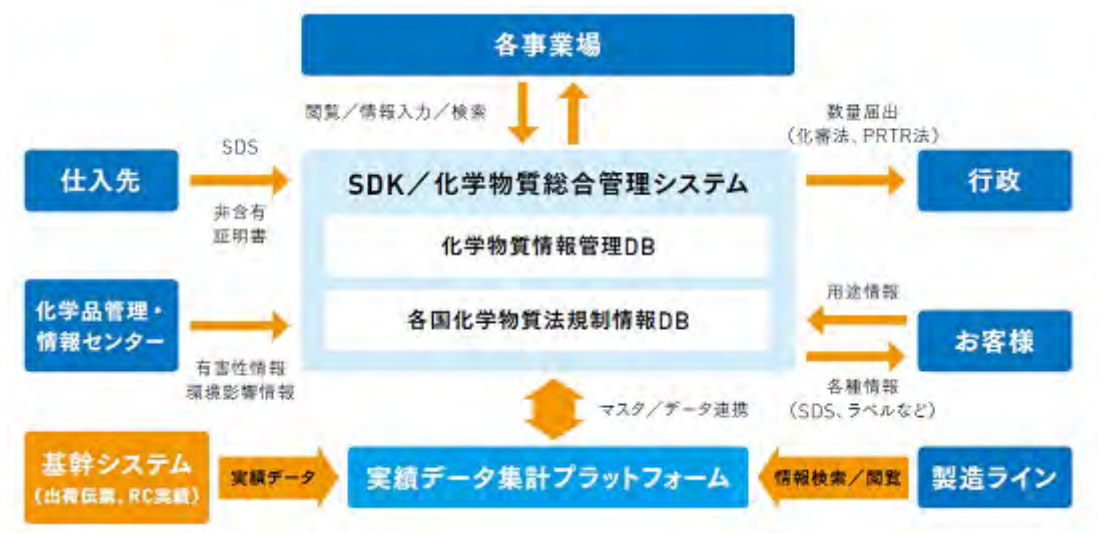 各事業場
閲覧／情報入力／検索
数量届出
（化審法、PRTR法）
仕入先
SDS
非含有
証明書
SDK／化学物質総合管理システム
行政
化学物質情報管理DB
化学品管理・
情報センター
有害性情報
環境影響情報
各国化学物質法規制情報DB
用途情報
お客様
各種情報
（SDS、ラベルなど）
マスタ／データ連携
基幹システム
（出荷伝票、RC実績）
実績データ
実績データ集計プラットフォーム
情報検索／閲覧
製造ライン